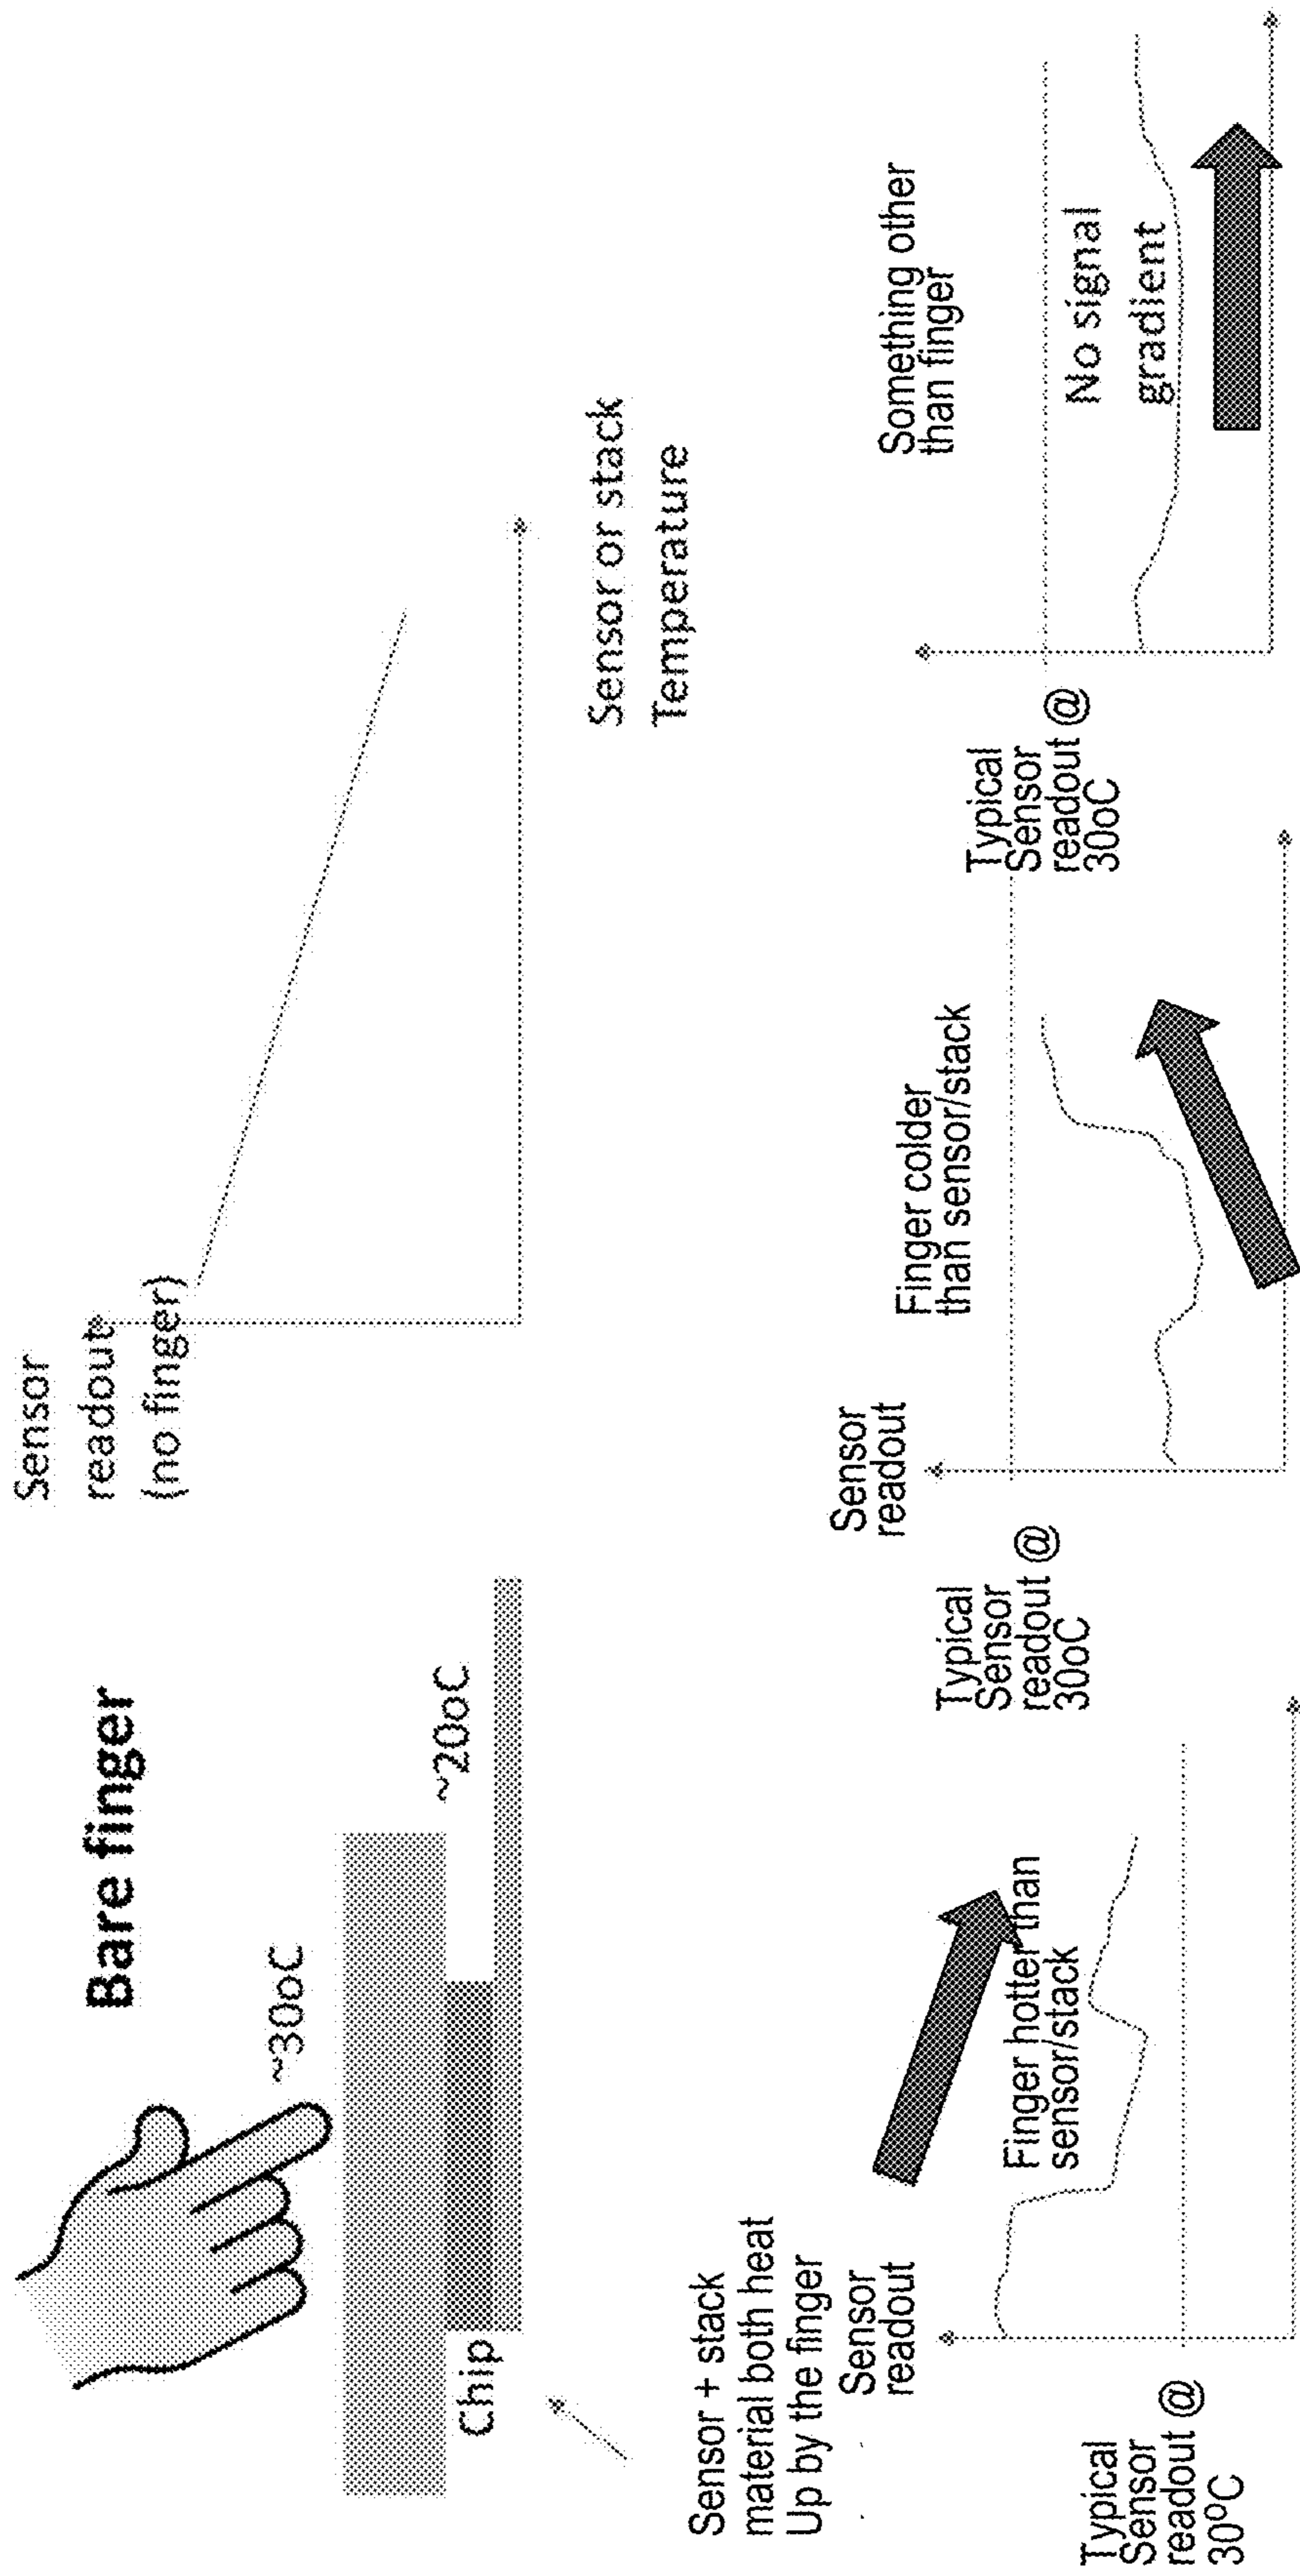 Bare finger
~30oC
~20oC
Chip
Sensor + stack
material both heat
Up by the finger
Sensor
readout
(no finger)
Sensor or stack
Temperature
Sensor
readout
Finger hotter than
sensor/stack
Typical
Sensor
readout @
30ºC
Sensor
readout
Finger colder
than sensor/stack
Typical
Sensor
readout @
30oC
Something other
than finger
No signal
gradient
Typical
Sensor
readout @
30oC